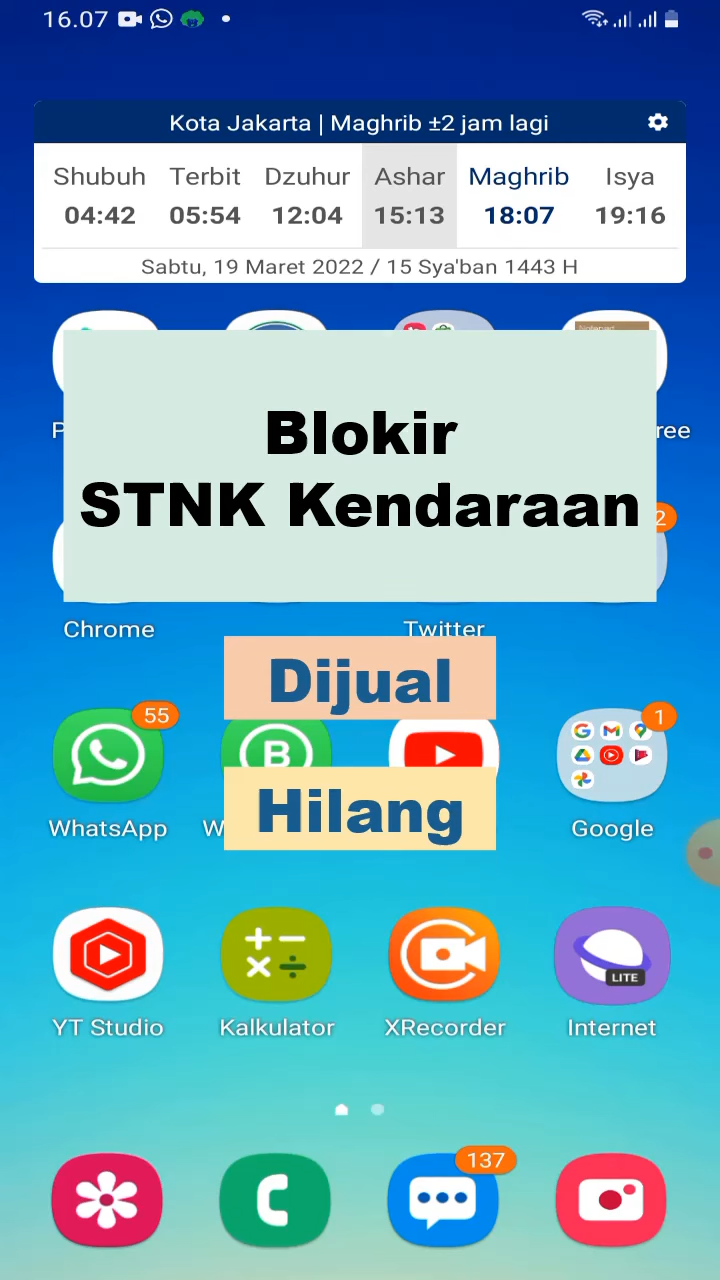 16.07
Kota Jakarta | Maghrib ±2 jam lagi
Shubuh Terbit Dzuhur Ashar Maghrib Isya
04:42 05:54 12:04 15:13 18:07 19:16
Sabtu, 19 Maret 2022 / 15 Sya'ban 1443 H
Blokir
STNK Kendaraan
2
Chrome Twitter
Dijual
55 1
B
Hilang
WhatsApp Google
LITE
YT Studio Kalkulator XRecorder Internet
137